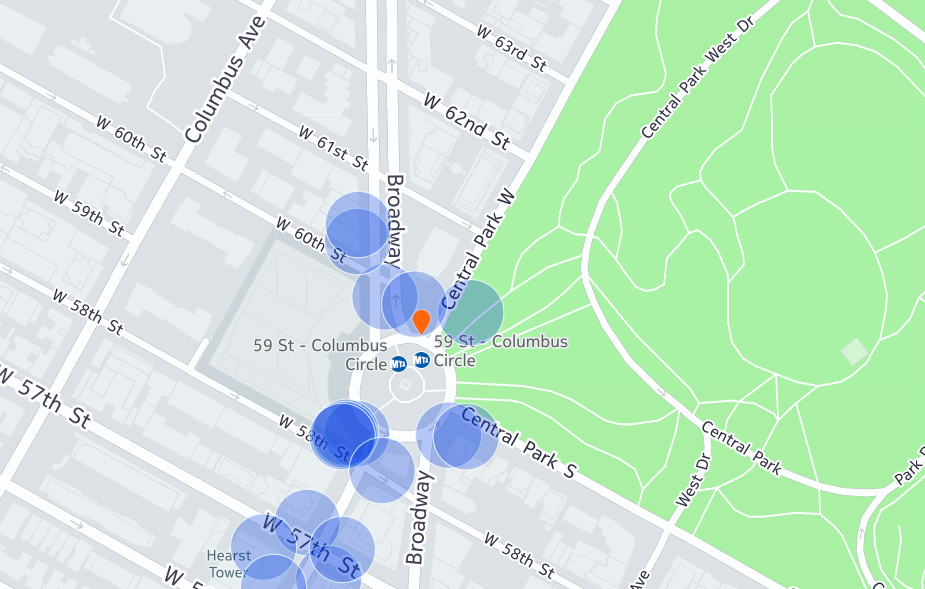 Columbus Ave
W 63rd St
Central Park West Dr
W 62nd St
W 60th St
W 61st St
W 59th St
Broadway
Central Park W
W 60th St
W 58th St
59 St - Columbus
Circle
MTA
59 St - Columbus
Circle
MTA
W 57th St
W 58th St
Central Park S
Central Park
West Dr
Broadway
W 57th St
W 58th St
Hearst
Tower
Ave